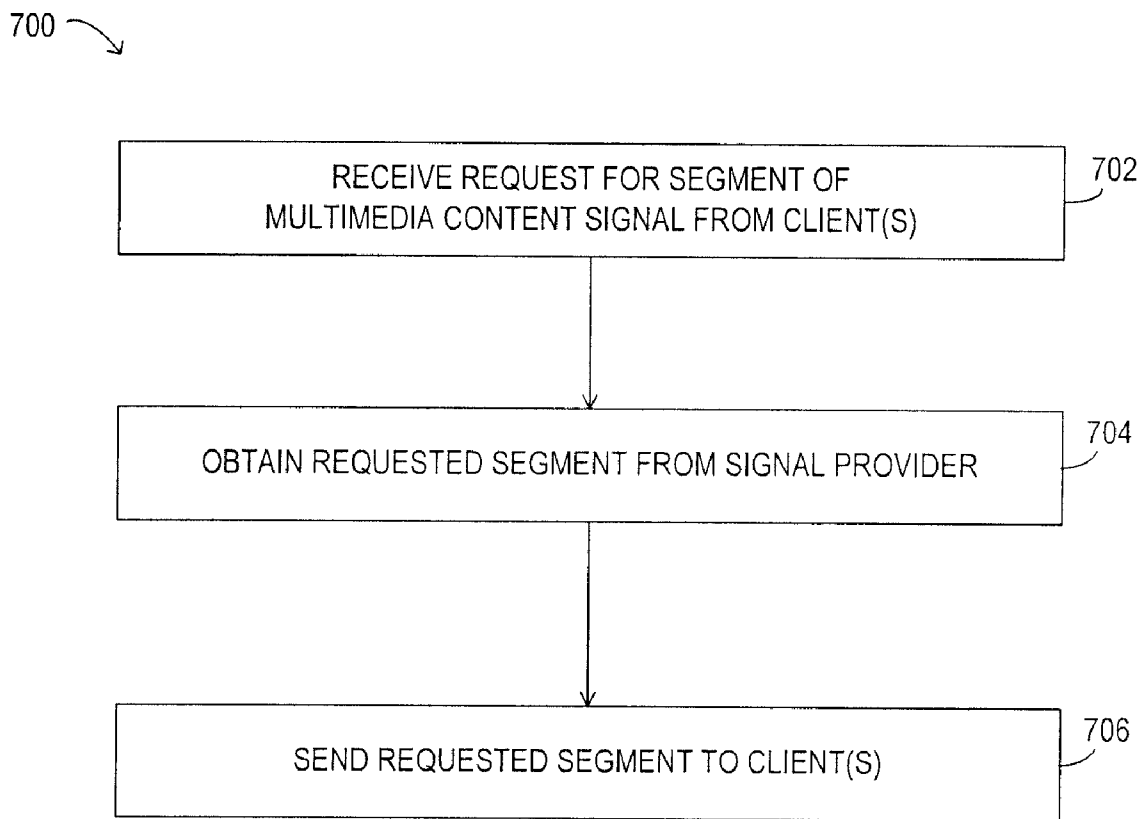 700
RECEIVE REQUEST FOR SEGMENT OF
MULTIMEDIA CONTENT SIGNAL FROM CLIENT(S)
702
OBTAIN REQUESTED SEGMENT FROM SIGNAL PROVIDER
704
SEND REQUESTED SEGMENT TO CLIENT(S)
706